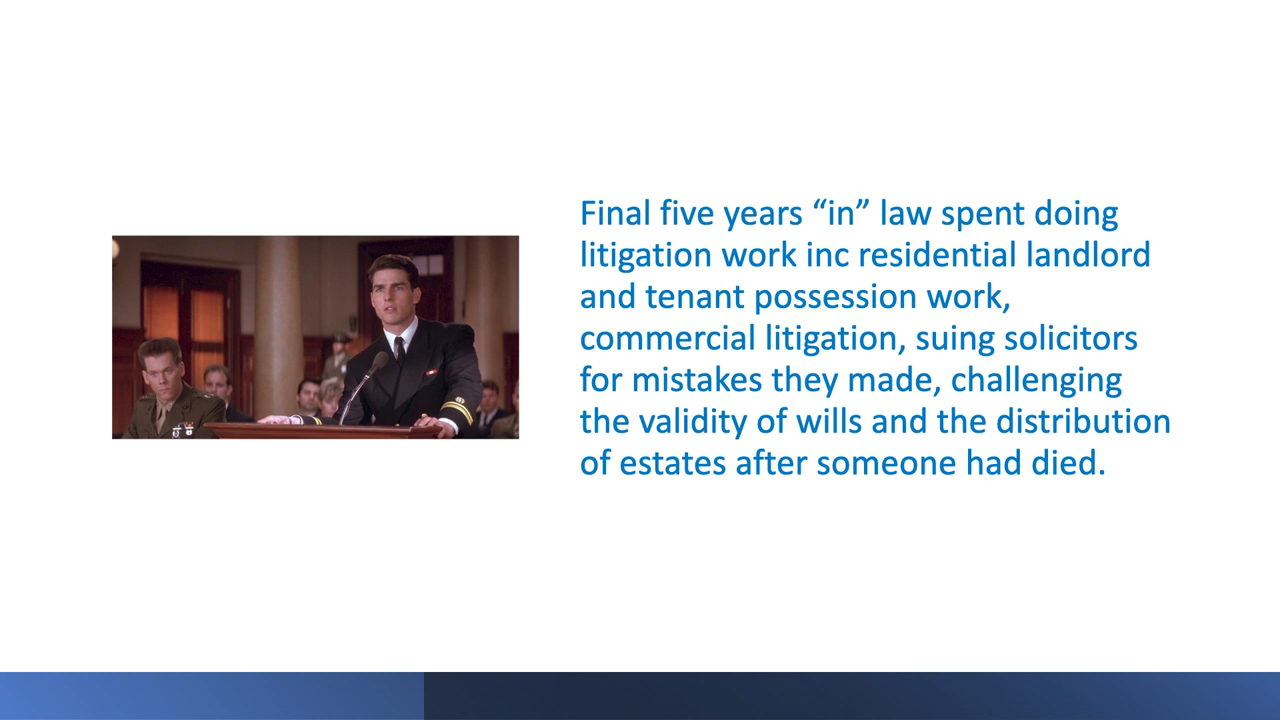 Final five years “in” law spent doing
litigation work inc residential landlord
and tenant possession work,
commercial litigation, suing solicitors
for mistakes they made, challenging
the validity of wills and the distribution
of estates after someone had died.